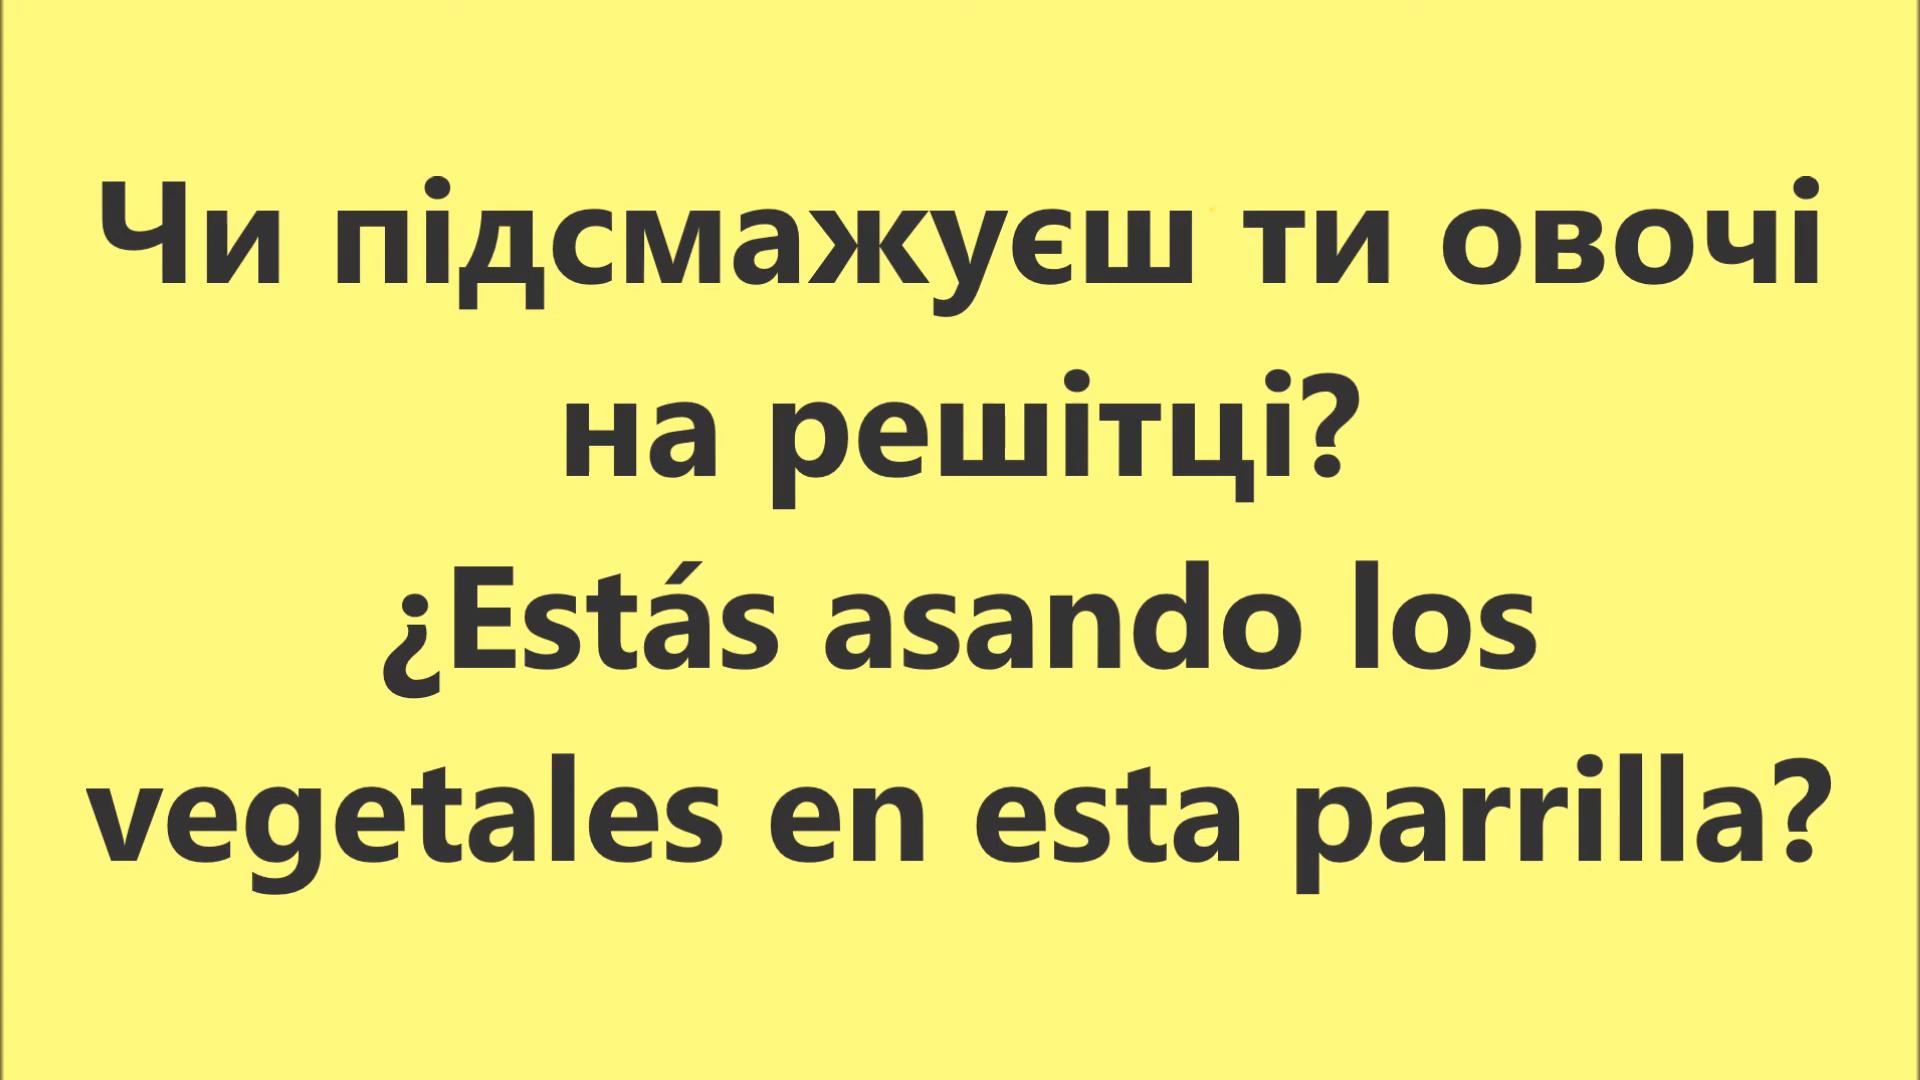 Чи підсмажуєш ти овочі
на решітці?
¿Estás asando los
vegetales en esta parrilla?